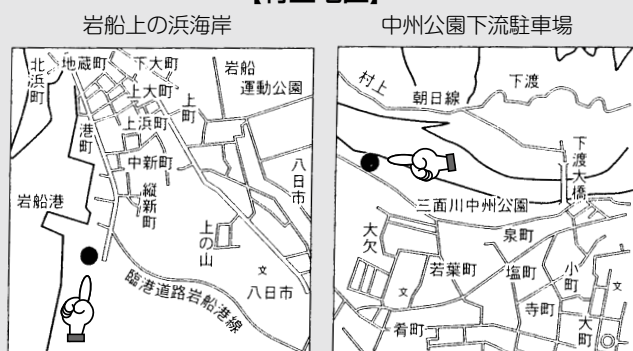 岩船上の浜海岸
北浜町
地蔵町
下大町
岩船
運動公園
上大町
上町
港町
上浜町
中新町
縦新町
八日市
岩船港
上の山
文
八日市
臨港道路岩船港線
中州公園下流駐車場
村上
朝日線
下渡
下渡大橋
三面川中州公園
大欠
泉町
若葉町
塩町
小町
文
文
寺町
肴町
大町